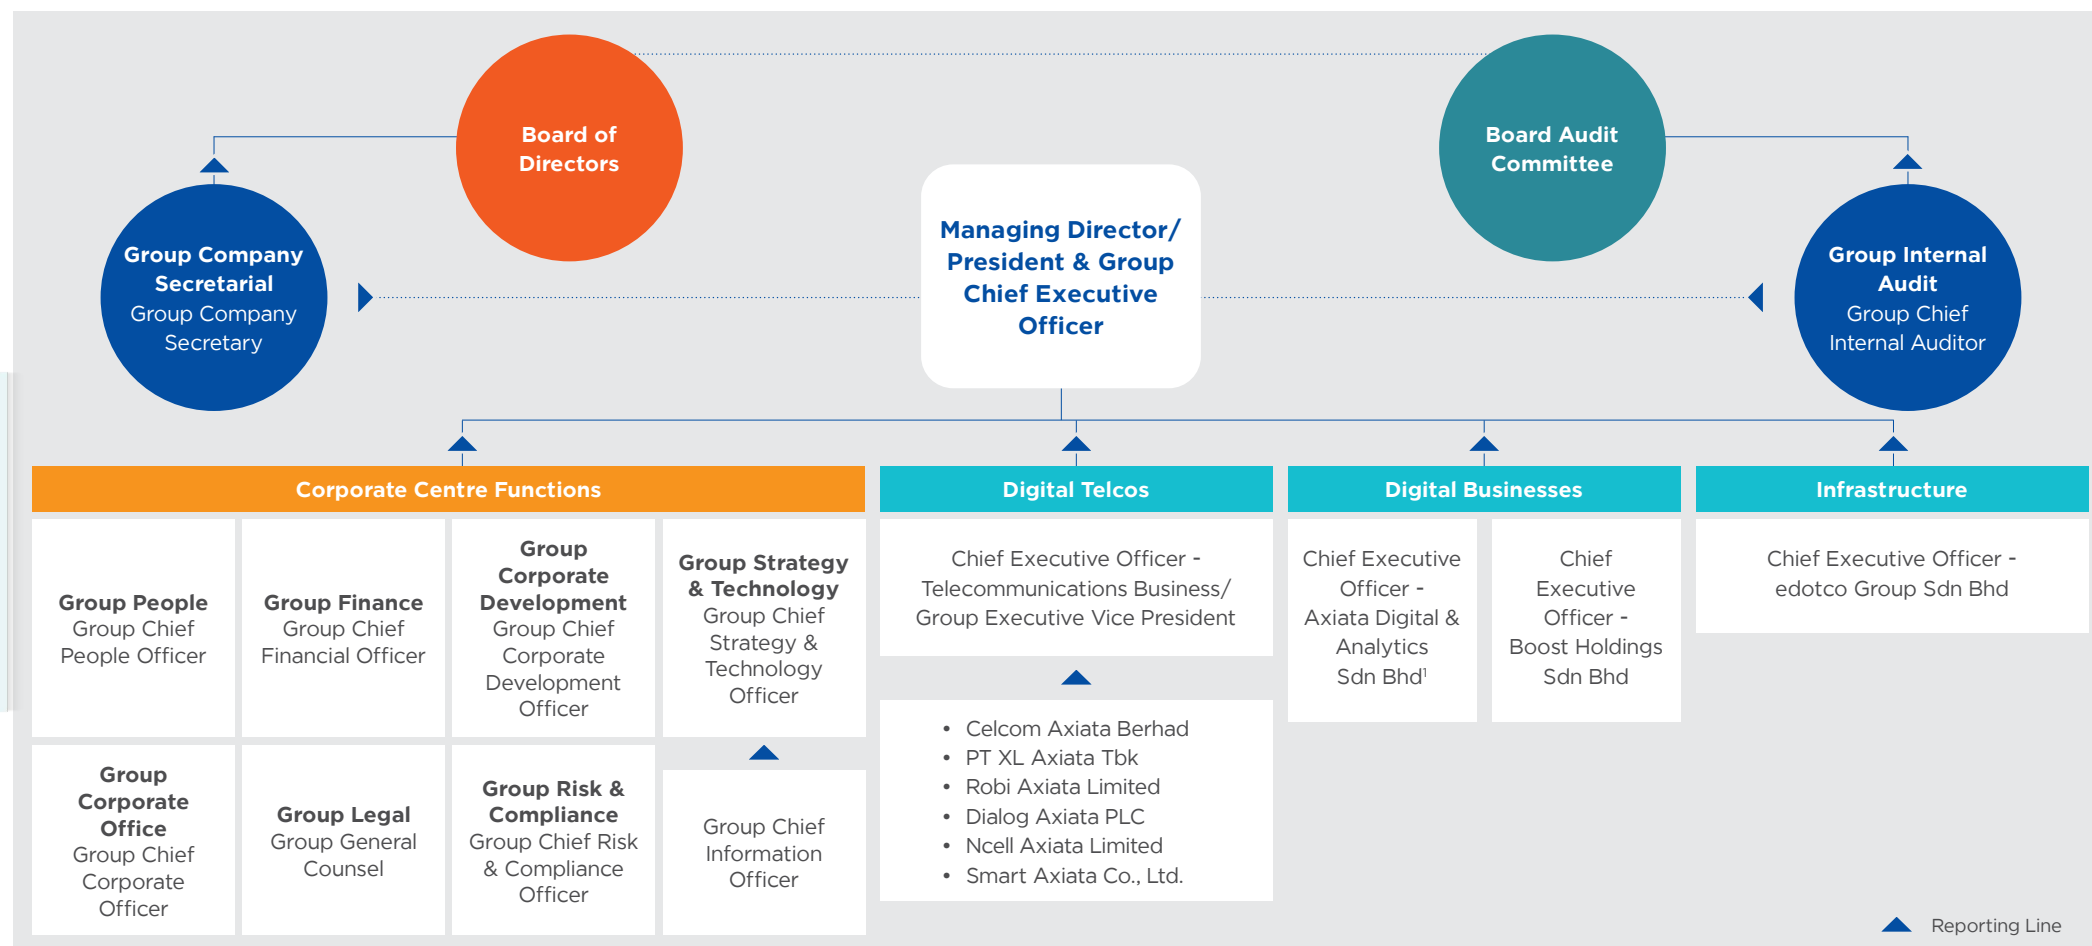 Board of
Directors
Board Audit
Committee
Group Company
Secretarial
Group Company
Secretary
Managing Director/
President & Group
Chief Executive
Officer
Group Internal
Audit
Group Chief
Internal Auditor
Corporate Centre Functions
Group People
Group Chief
People Officer
Group Finance
Group Chief
Financial Officer
Group
Corporate
Development
Group Chief
Corporate
Development
Officer
Group Strategy
& Technology
Group Chief
Strategy &
Technology
Officer
Group
Corporate
Office
Group Chief
Corporate
Officer
Group Legal
Group General
Counsel
Group Risk &
Compliance
Group Chief Risk
& Compliance
Officer
Group Chief
Information
Officer
Digital Telcos
Chief Executive Officer -
Telecommunications Business/
Group Executive Vice President
• Celcom Axiata Berhad
• PT XL Axiata Tbk
• Robi Axiata Limited
• Dialog Axiata PLC
• Ncell Axiata Limited
• Smart Axiata Co., Ltd.
Digital Businesses
Chief Executive
Officer -
Axiata Digital &
Analytics
Sdn Bhd¹
Chief
Executive
Officer -
Boost Holdings
Sdn Bhd
Infrastructure
Chief Executive Officer -
edotco Group Sdn Bhd
Reporting Line